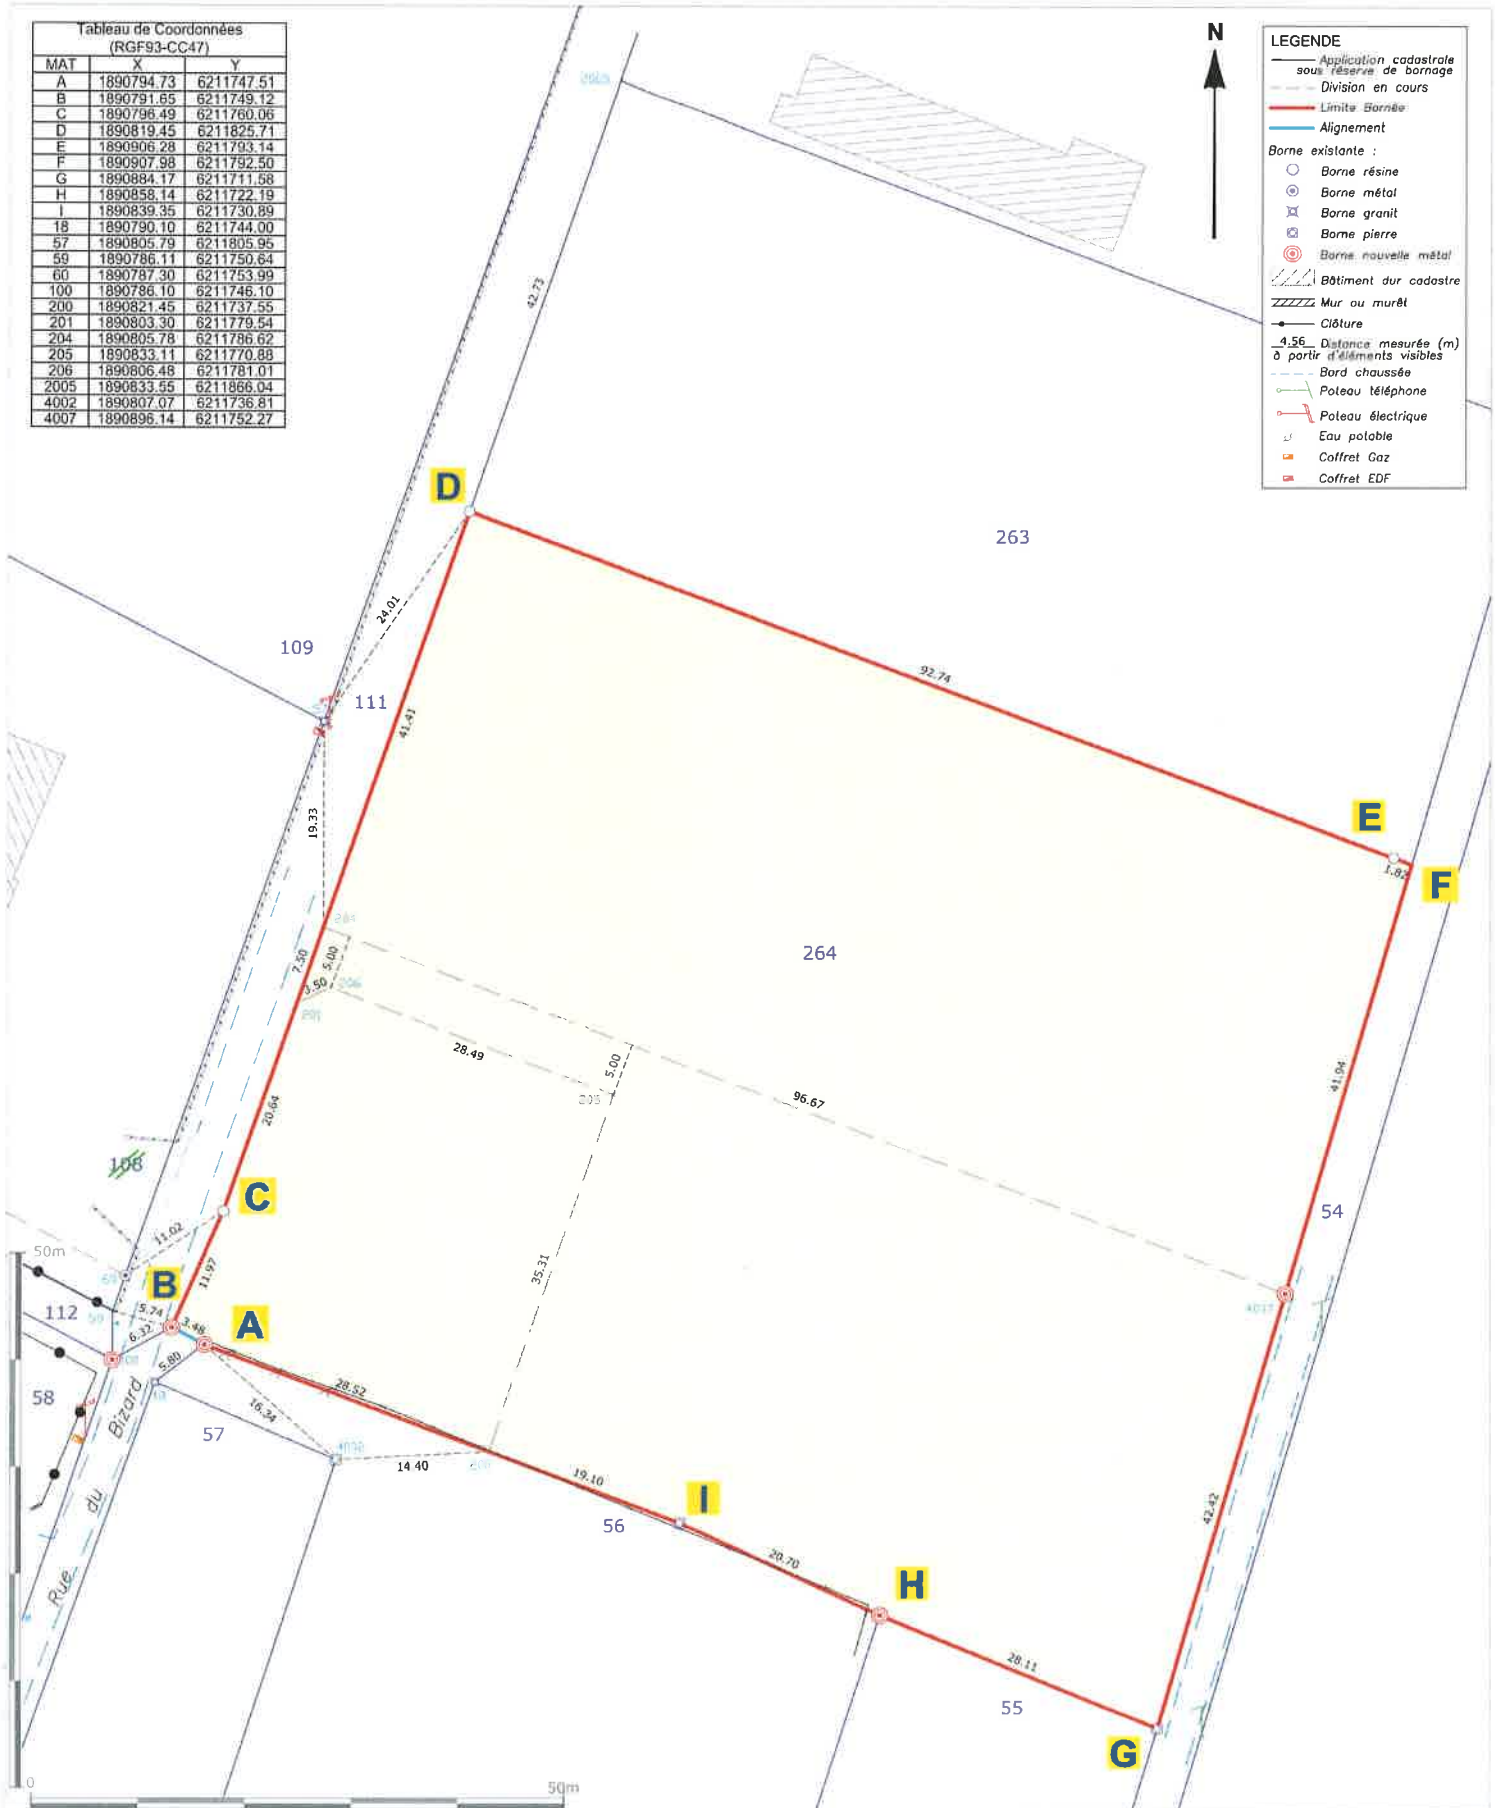 Tableau de Coordonnées
(RGF93-CC47)
MAT X Y
A 1890794.73 6211747.51
B 1890791.65 6211749.12
C 1890796.49 6211760.06
D 1890819.45 6211825.71
E 1890906.28 6211793.14
F 1890907.98 6211792.50
G 1890884.17 6211711.58
H 1890858.14 6211722.19
I 1890839.35 6211730.89
18 1890790.10 6211744.00
57 1890805.79 6211805.95
59 1890786.11 6211750.64
60 1890787.30 6211753.99
100 1890786.10 6211746.10
200 1890821.45 6211737.55
201 1890803.30 6211779.54
204 1890805.78 6211786.62
205 1890833.11 6211770.88
206 1890806.48 6211781.01
2005 1890833.55 6211866.04
4002 1890807.07 6211736.81
4007 1890896.14 6211752.27
N
LEGENDE
Application cadastrale
sous réserve de bornage
Division en cours
Limite Bornée
Alignement
Borne existante :
Borne résine
Borne métal
Borne granit
Borne pierre
Borne nouvelle métal
Bâtiment dur cadastre
Mur ou murêt
Clôture
4.56 Distance mesurée (m)
à partir d'éléments visibles
Bord chaussée
Poteau téléphone
Poteau électrique
Eau potable
Coffret Gaz
Coffret EDF
42.73
D
263
24.01
109
111
92.74
41.41
E
1.82
F
19.33
204
264
7.50
5.00
3.50
206
201
28.49
5.00
205
96.67
41.94
20.64
108
C
54
11.02
50m
60
B
11.97
35.31
4007
112
59
5.74
3.48
A
6.32
100
5.80
18
28.52
58
16.34
Bizard
57
4002
14.40
200
19.10
I
du
42.42
56
20.70
Rue
H
28.11
55
G
0
50m